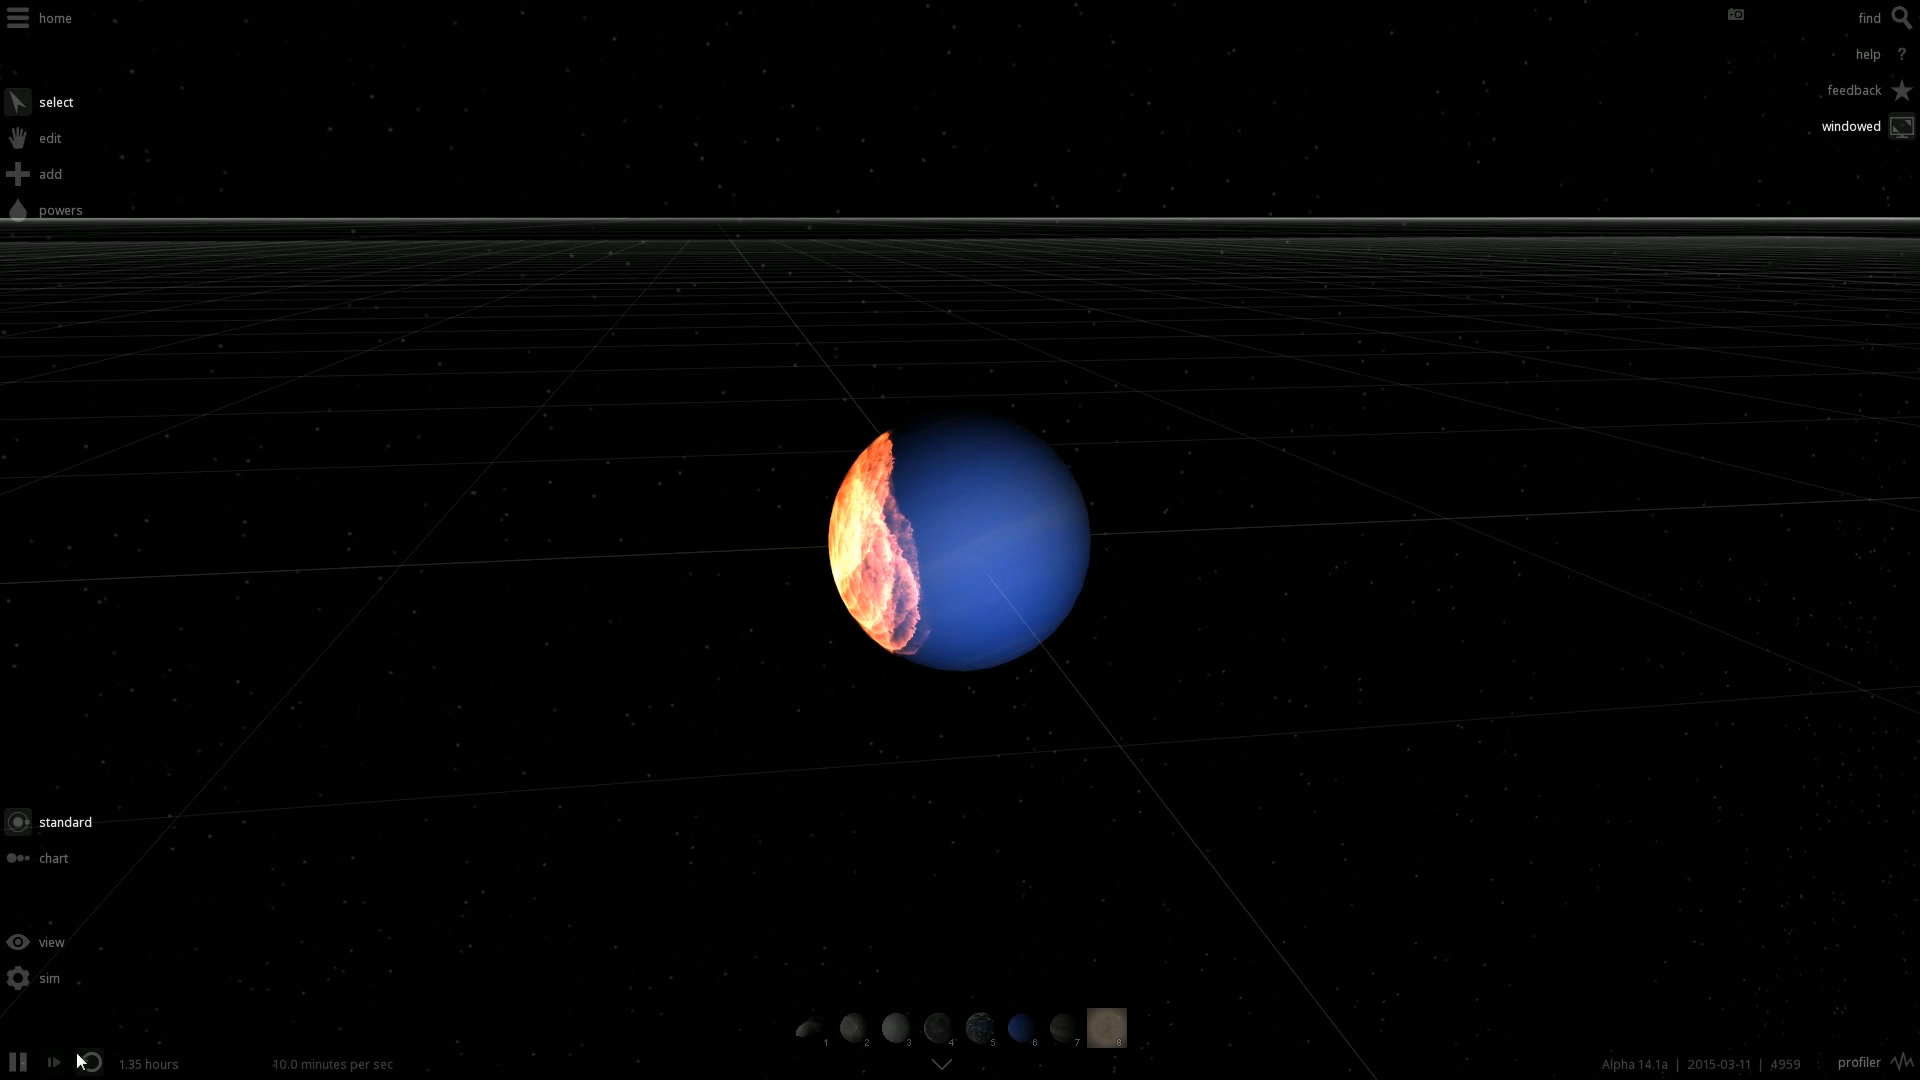 home
find
help ?
feedback
windowed
select
edit
add
powers
standard
chart
view
sim
1 2 3 4 5 6 7 8
1.35 hours
10.0 minutes per sec
Alpha 14.1a | 2015-03-11 | 4959
profiler